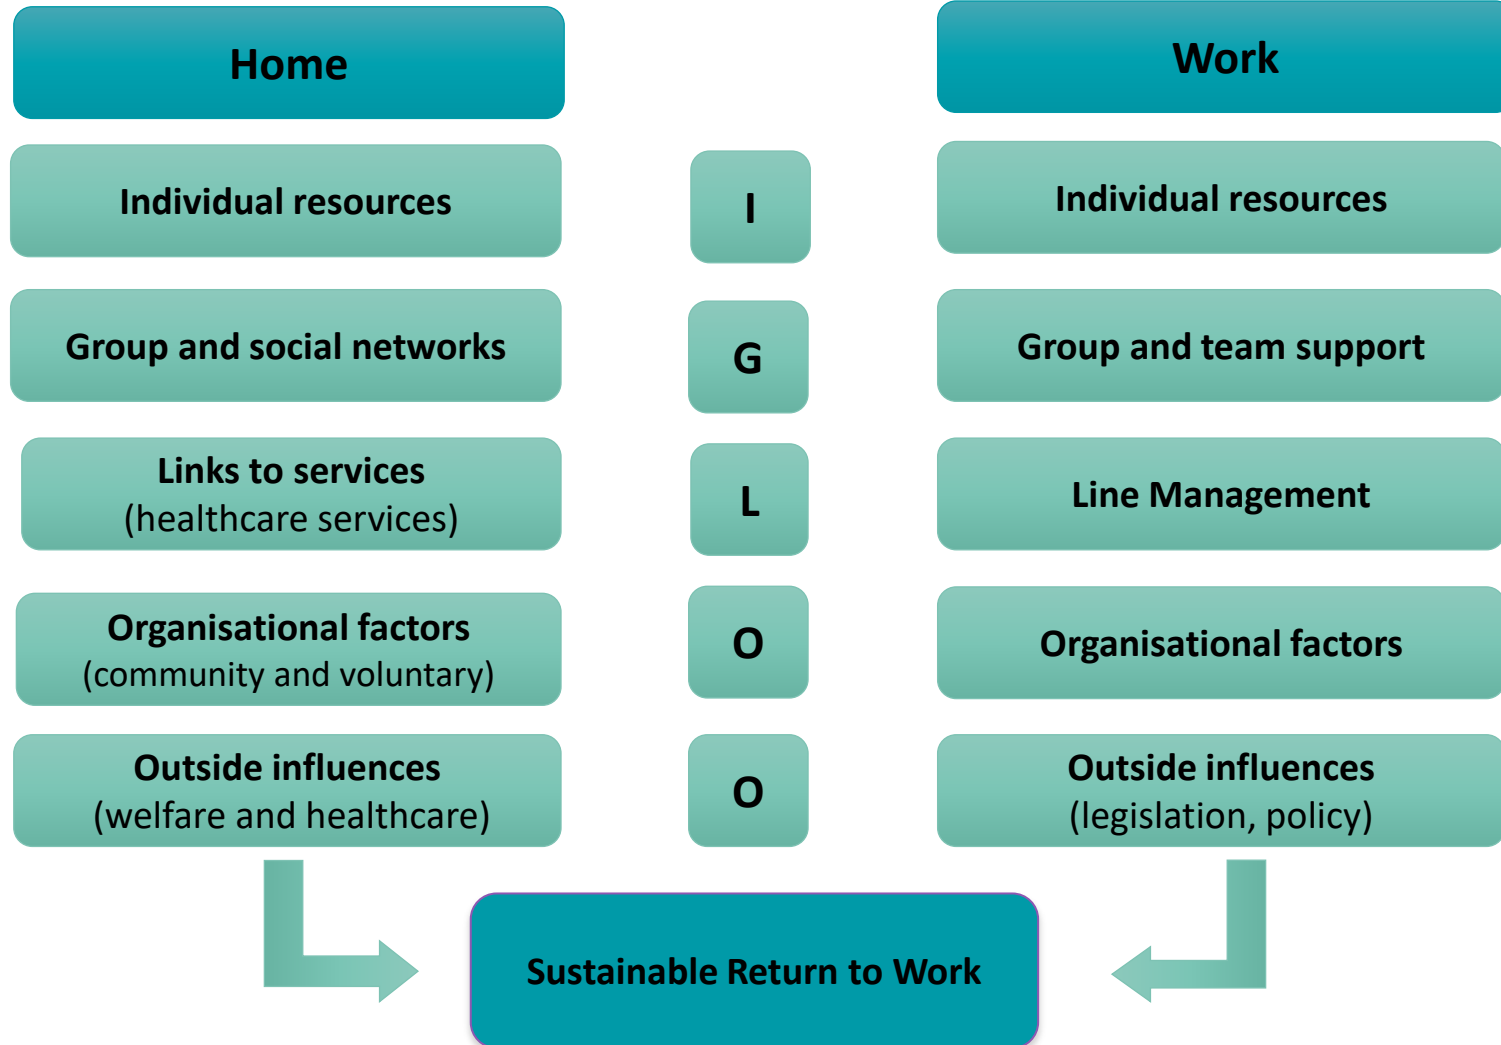 Home
Work
Individual resources
I
Individual resources
Group and social networks
G
Group and team support
Links to services
(healthcare services)
L
Line Management
Organisational factors
(community and voluntary)
O
Organisational factors
Outside influences
(welfare and healthcare)
O
Outside influences
(legislation, policy)
Sustainable Return to Work